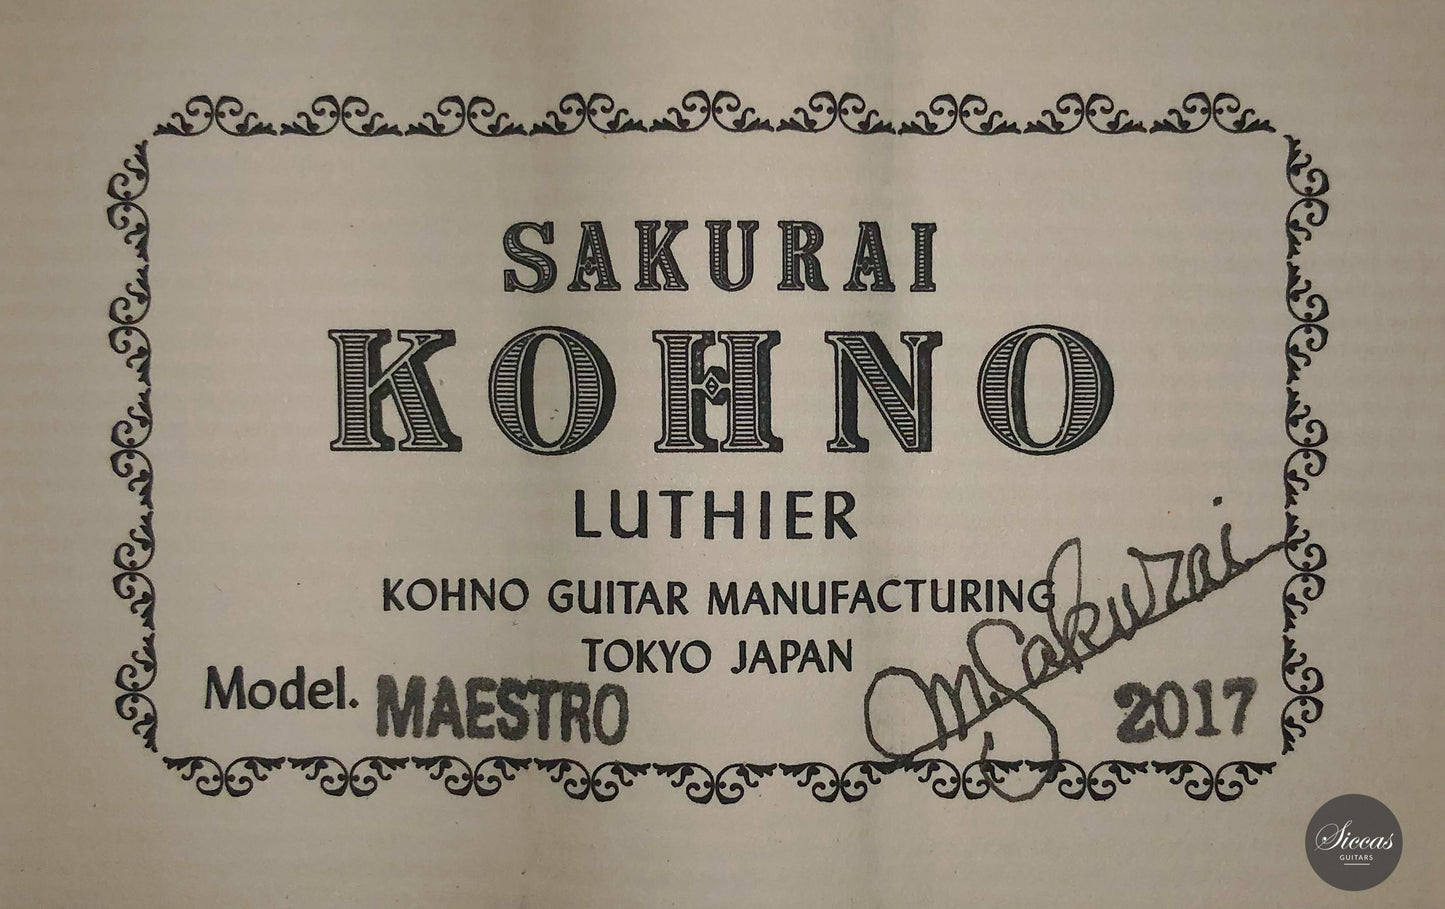 SAKURAI
KOHNO
LUTHIER
KOHNO GUITAR MANUFACTURING
TOKYO JAPAN
Model. MAESTRO
M. Sakurai
2017
Siccas
GUITARS